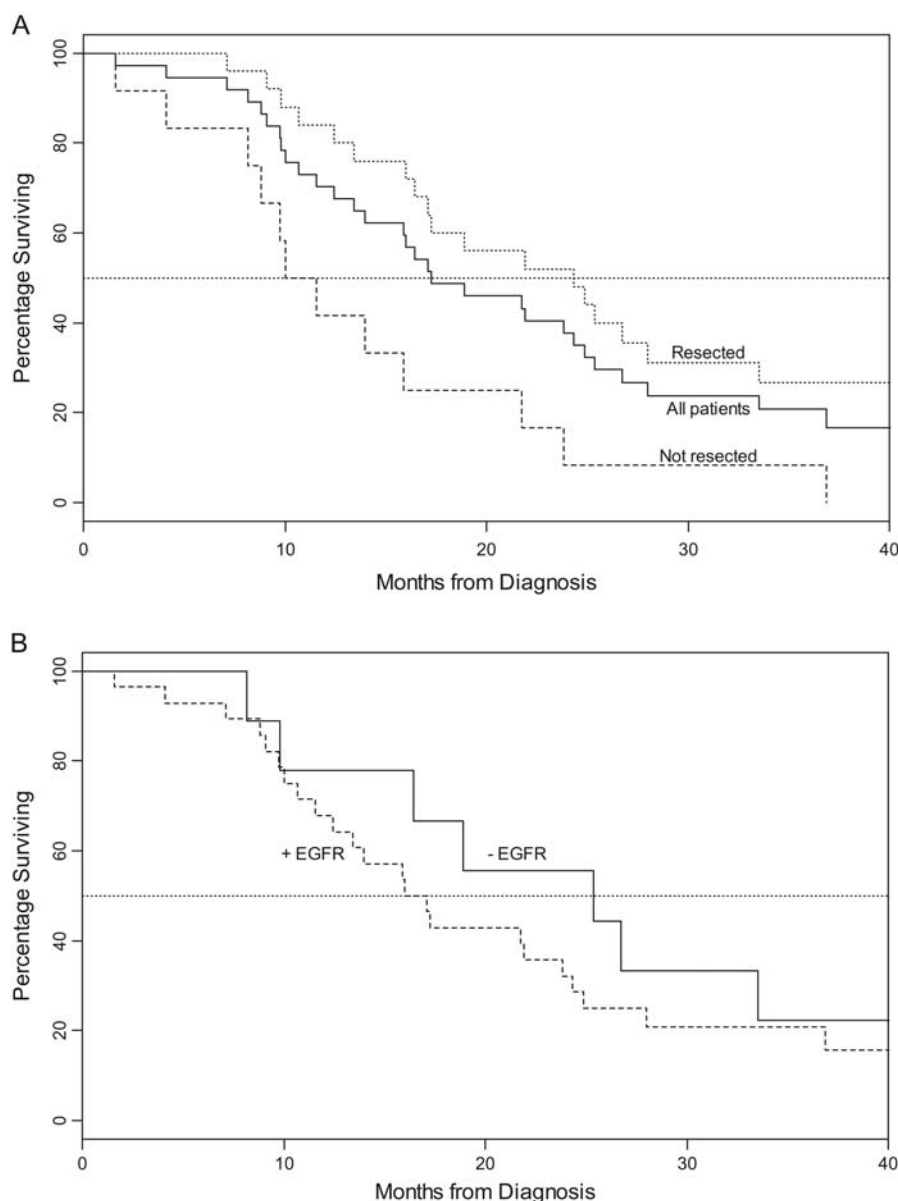 A
100
80
60
40
20
0
Percentage Surviving
Resected
All patients
Not resected
0 10 20 30 40
Months from Diagnosis
B
100
80
60
40
20
0
Percentage Surviving
+ EGFR - EGFR
0 10 20 30 40
Months from Diagnosis